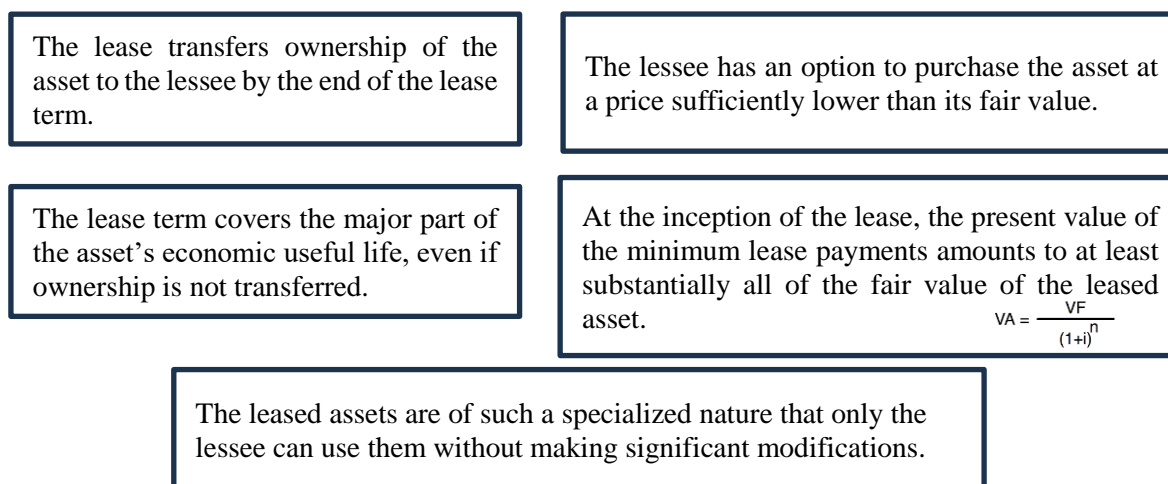 The lease transfers ownership of the
asset to the lessee by the end of the lease
term.
The lessee has an option to purchase the asset at
a price sufficiently lower than its fair value.
The lease term covers the major part of
the asset’s economic useful life, even if
ownership is not transferred.
At the inception of the lease, the present value of
the minimum lease payments amounts to at least
substantially all of the fair value of the leased
asset.
VA = VF / (1+i)^n
The leased assets are of such a specialized nature that only the
lessee can use them without making significant modifications.